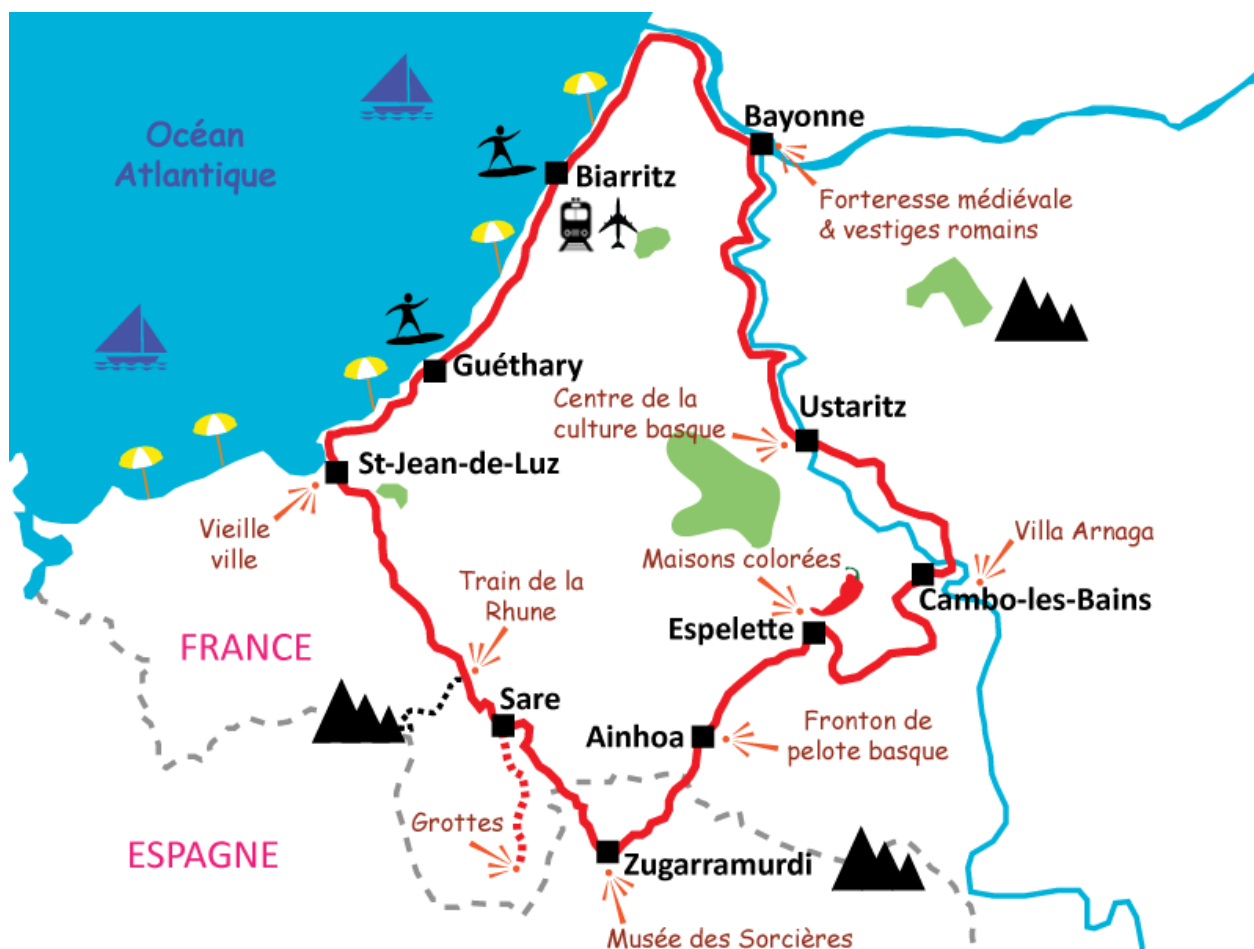 Océan
Atlantique
Bayonne
Biarritz
Forteresse médiévale
& vestiges romains
Guéthary
Centre de la
culture basque
Ustaritz
St-Jean-de-Luz
Vieille
ville
Maisons colorées
Villa Arnaga
Train de la
Rhune
Cambo-les-Bains
Espelette
FRANCE
Sare
Ainhoa
Fronton de
pelote basque
Grottes
ESPAGNE
Zugarramurdi
Musée des Sorcières